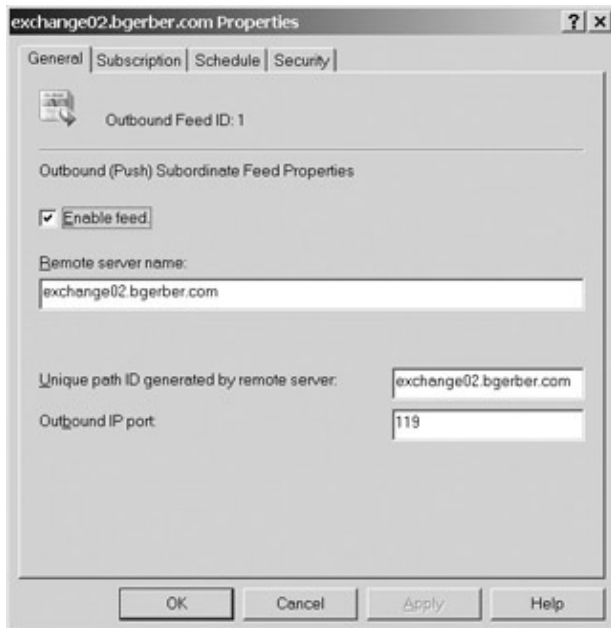 exchange02.bgerber.com Properties
General Subscription Schedule Security
Outbound Feed ID: 1
Outbound (Push) Subordinate Feed Properties
Enable feed.
Remote server name:
exchange02.bgerber.com
Unique path ID generated by remote server: exchange02.bgerber.com
Outbound IP port: 119
OK Cancel Apply Help